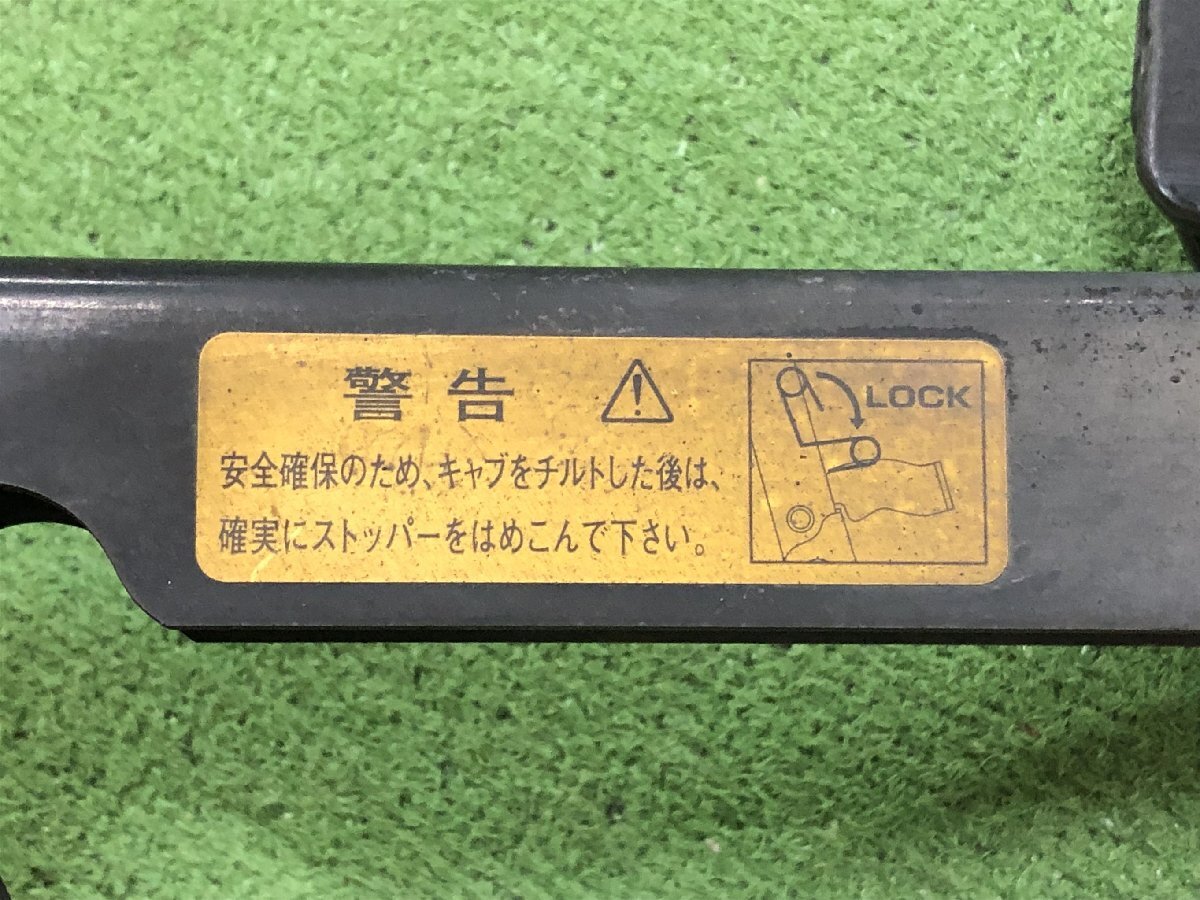 警告
安全確保のため、キャブをチルトした後は、
確実にストッパーをはめこんで下さい。
LOCK